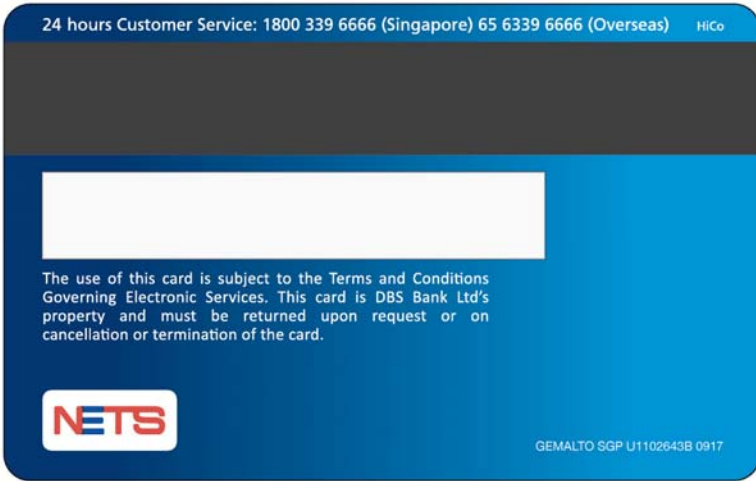 24 hours Customer Service: 1800 339 6666 (Singapore) 65 6339 6666 (Overseas) HiCo
The use of this card is subject to the Terms and Conditions
Governing Electronic Services. This card is DBS Bank Ltd's
property and must be returned upon request or on
cancellation or termination of the card.
NETS
GEMALTO SGP U1102643B 0917